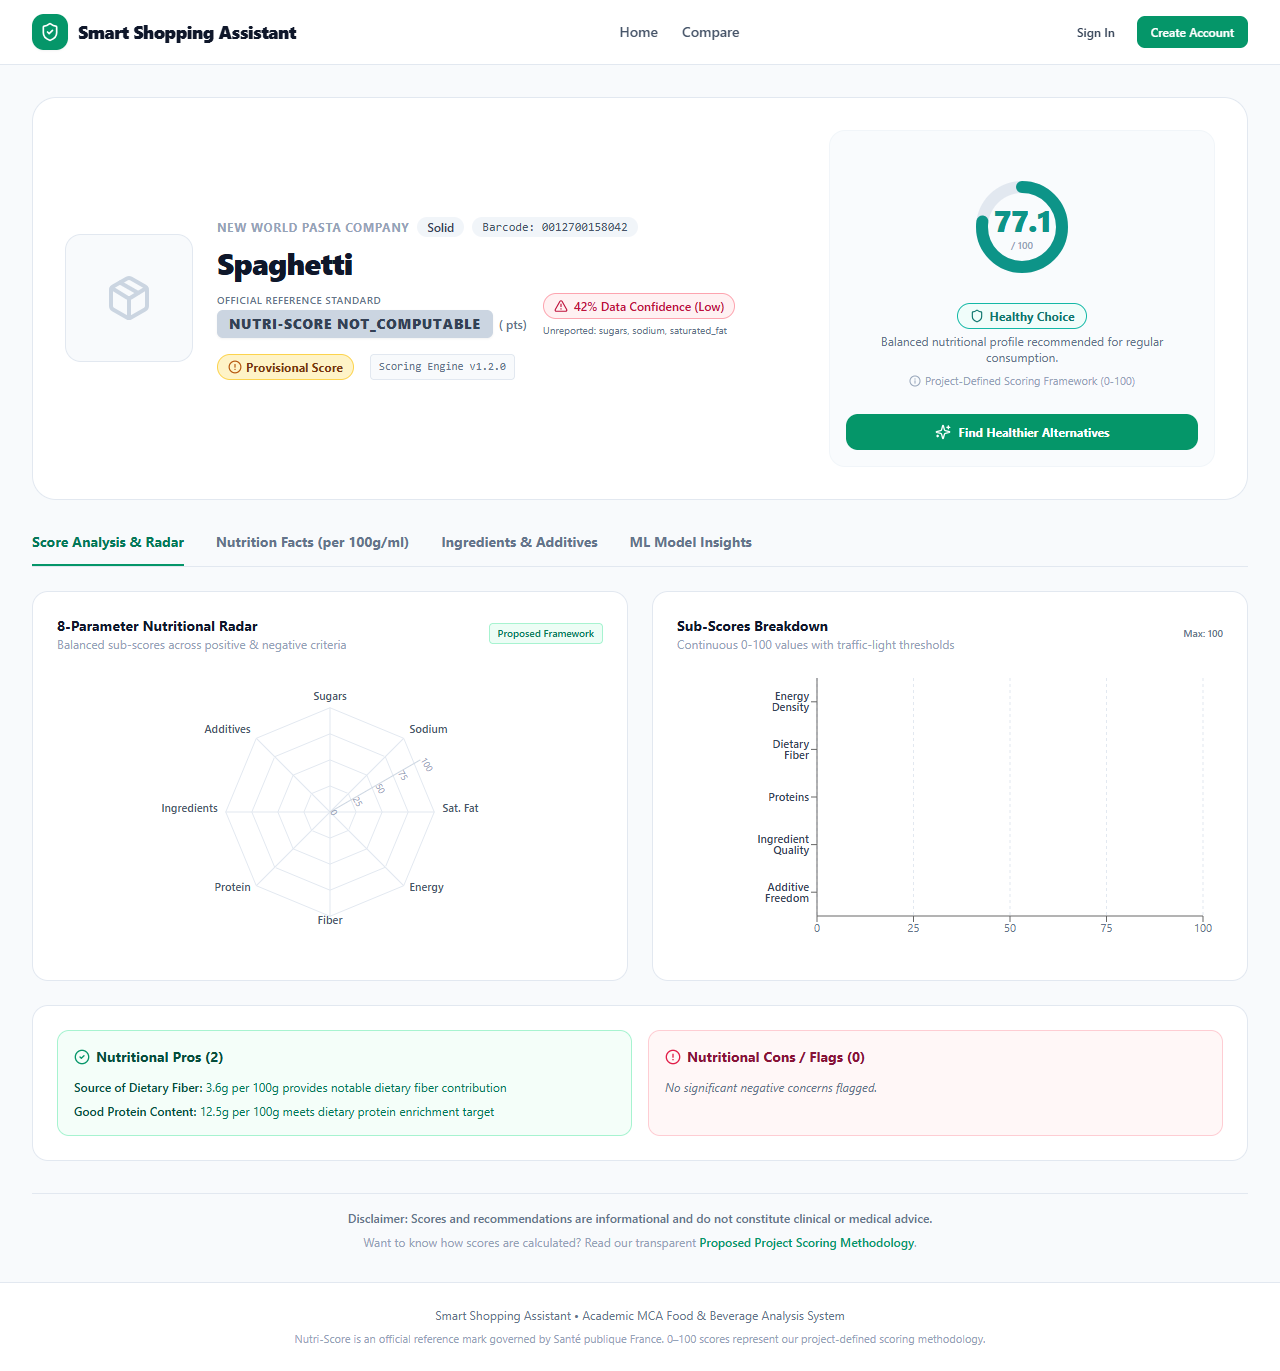 Smart Shopping Assistant
Home
Compare
Sign In
Create Account
NEW WORLD PASTA COMPANY
Solid
Barcode: 0012700158042
Spaghetti
OFFICIAL REFERENCE STANDARD
NUTRI-SCORE NOT_COMPUTABLE
( pts)
42% Data Confidence (Low)
Unreported: sugars, sodium, saturated_fat
Provisional Score
Scoring Engine v1.2.0
77.1
/ 100
Healthy Choice
Balanced nutritional profile recommended for regular
consumption.
Project-Defined Scoring Framework (0-100)
Find Healthier Alternatives
Score Analysis & Radar
Nutrition Facts (per 100g/ml)
Ingredients & Additives
ML Model Insights
8-Parameter Nutritional Radar
Balanced sub-scores across positive & negative criteria
Proposed Framework
Sugars
Sodium
Sat. Fat
Energy
Fiber
Protein
Ingredients
Additives
0
25
50
75
100
Sub-Scores Breakdown
Continuous 0-100 values with traffic-light thresholds
Max: 100
Energy
Density
Dietary
Fiber
Proteins
Ingredient
Quality
Additive
Freedom
0
25
50
75
100
Nutritional Pros (2)
Source of Dietary Fiber: 3.6g per 100g provides notable dietary fiber contribution
Good Protein Content: 12.5g per 100g meets dietary protein enrichment target
Nutritional Cons / Flags (0)
No significant negative concerns flagged.
Disclaimer: Scores and recommendations are informational and do not constitute clinical or medical advice.
Want to know how scores are calculated? Read our transparent Proposed Project Scoring Methodology.
Smart Shopping Assistant • Academic MCA Food & Beverage Analysis System
Nutri-Score is an official reference mark governed by Santé publique France. 0–100 scores represent our project-defined scoring methodology.